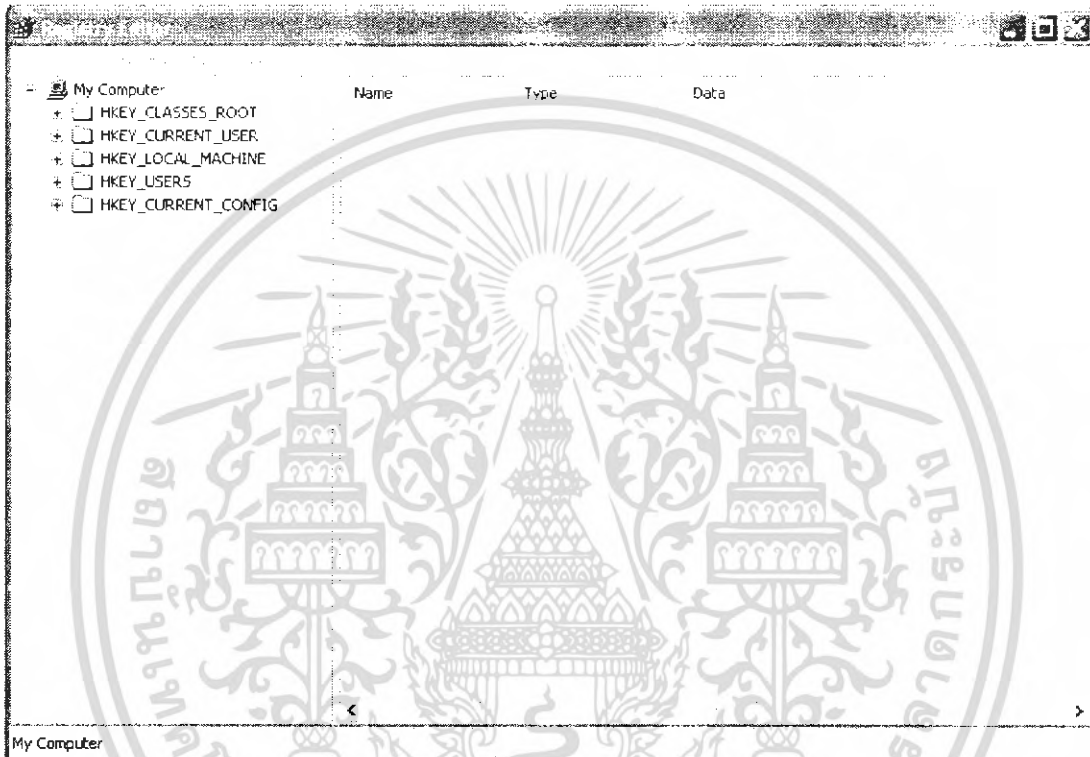 My Computer
HKEY_CLASSES_ROOT
HKEY_CURRENT_USER
HKEY_LOCAL_MACHINE
HKEY_USERS
HKEY_CURRENT_CONFIG
Name Type Data
My Computer